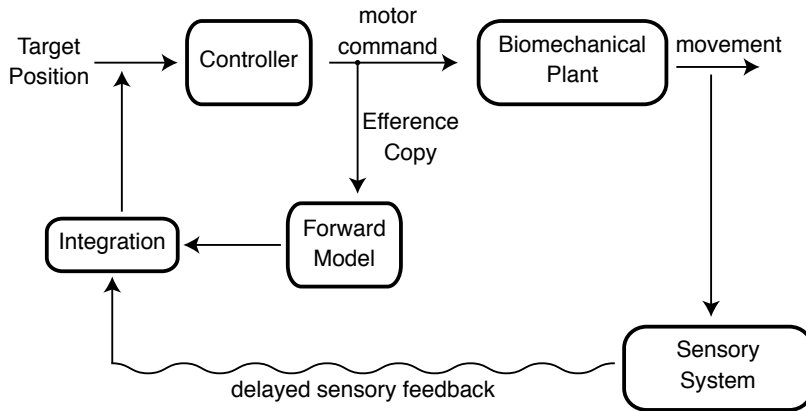 Target
Position
Controller
motor
command
Biomechanical
Plant
movement
Efference
Copy
Integration
Forward
Model
Sensory
System
delayed sensory feedback